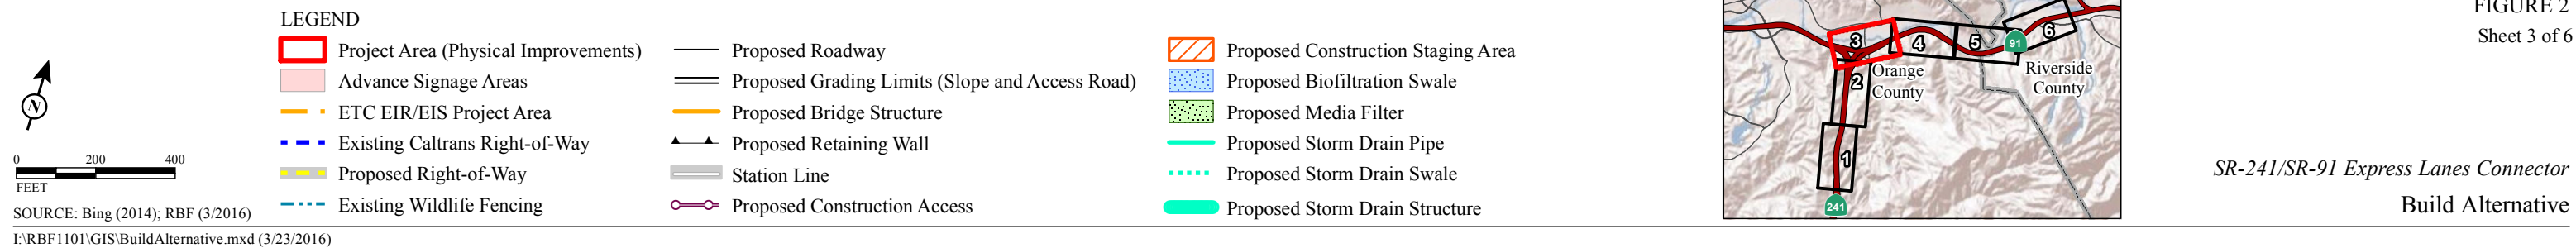 LEGEND
Project Area (Physical Improvements)
Advance Signage Areas
ETC EIR/EIS Project Area
Existing Caltrans Right-of-Way
Proposed Right-of-Way
Existing Wildlife Fencing
Proposed Roadway
Proposed Grading Limits (Slope and Access Road)
Proposed Bridge Structure
Proposed Retaining Wall
Station Line
Proposed Construction Access
Proposed Construction Staging Area
Proposed Biofiltration Swale
Proposed Media Filter
Proposed Storm Drain Pipe
Proposed Storm Drain Swale
Proposed Storm Drain Structure
N
0 200 400
FEET
SOURCE: Bing (2014); RBF (3/2016)
I:\RBF1101\GIS\BuildAlternative.mxd (3/23/2016)
3
4
5
6
91
2
Orange
County
Riverside
County
1
241
FIGURE 2
Sheet 3 of 6
SR-241/SR-91 Express Lanes Connector
Build Alternative